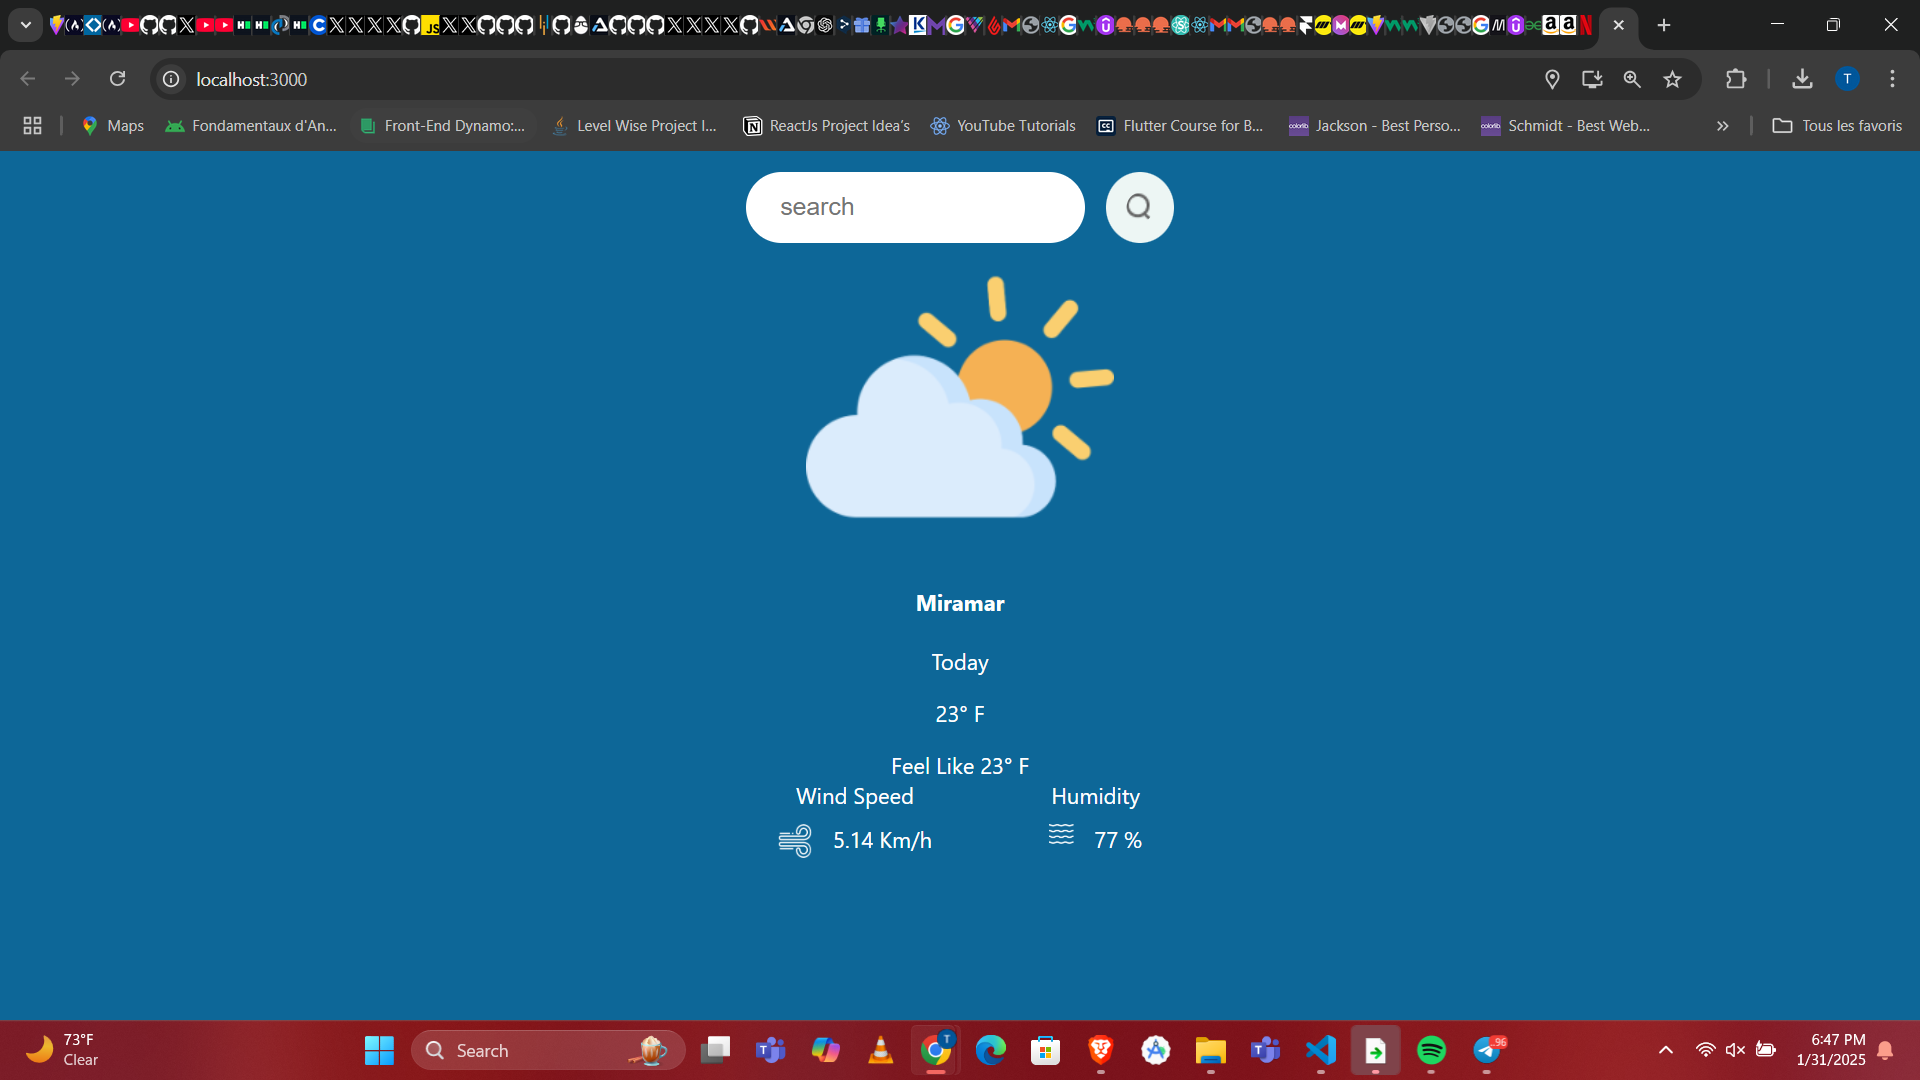 localhost:3000
T
Maps
Fondamentaux d'An...
Front-End Dynamo:...
Level Wise Project I...
ReactJs Project Idea's
YouTube Tutorials
Flutter Course for B...
Jackson - Best Perso...
Schmidt - Best Web...
Tous les favoris
search
Miramar
Today
23° F
Feel Like 23° F
Wind Speed
Humidity
5.14 Km/h
77 %
73°F
Clear
Search
T
96
6:47 PM
1/31/2025